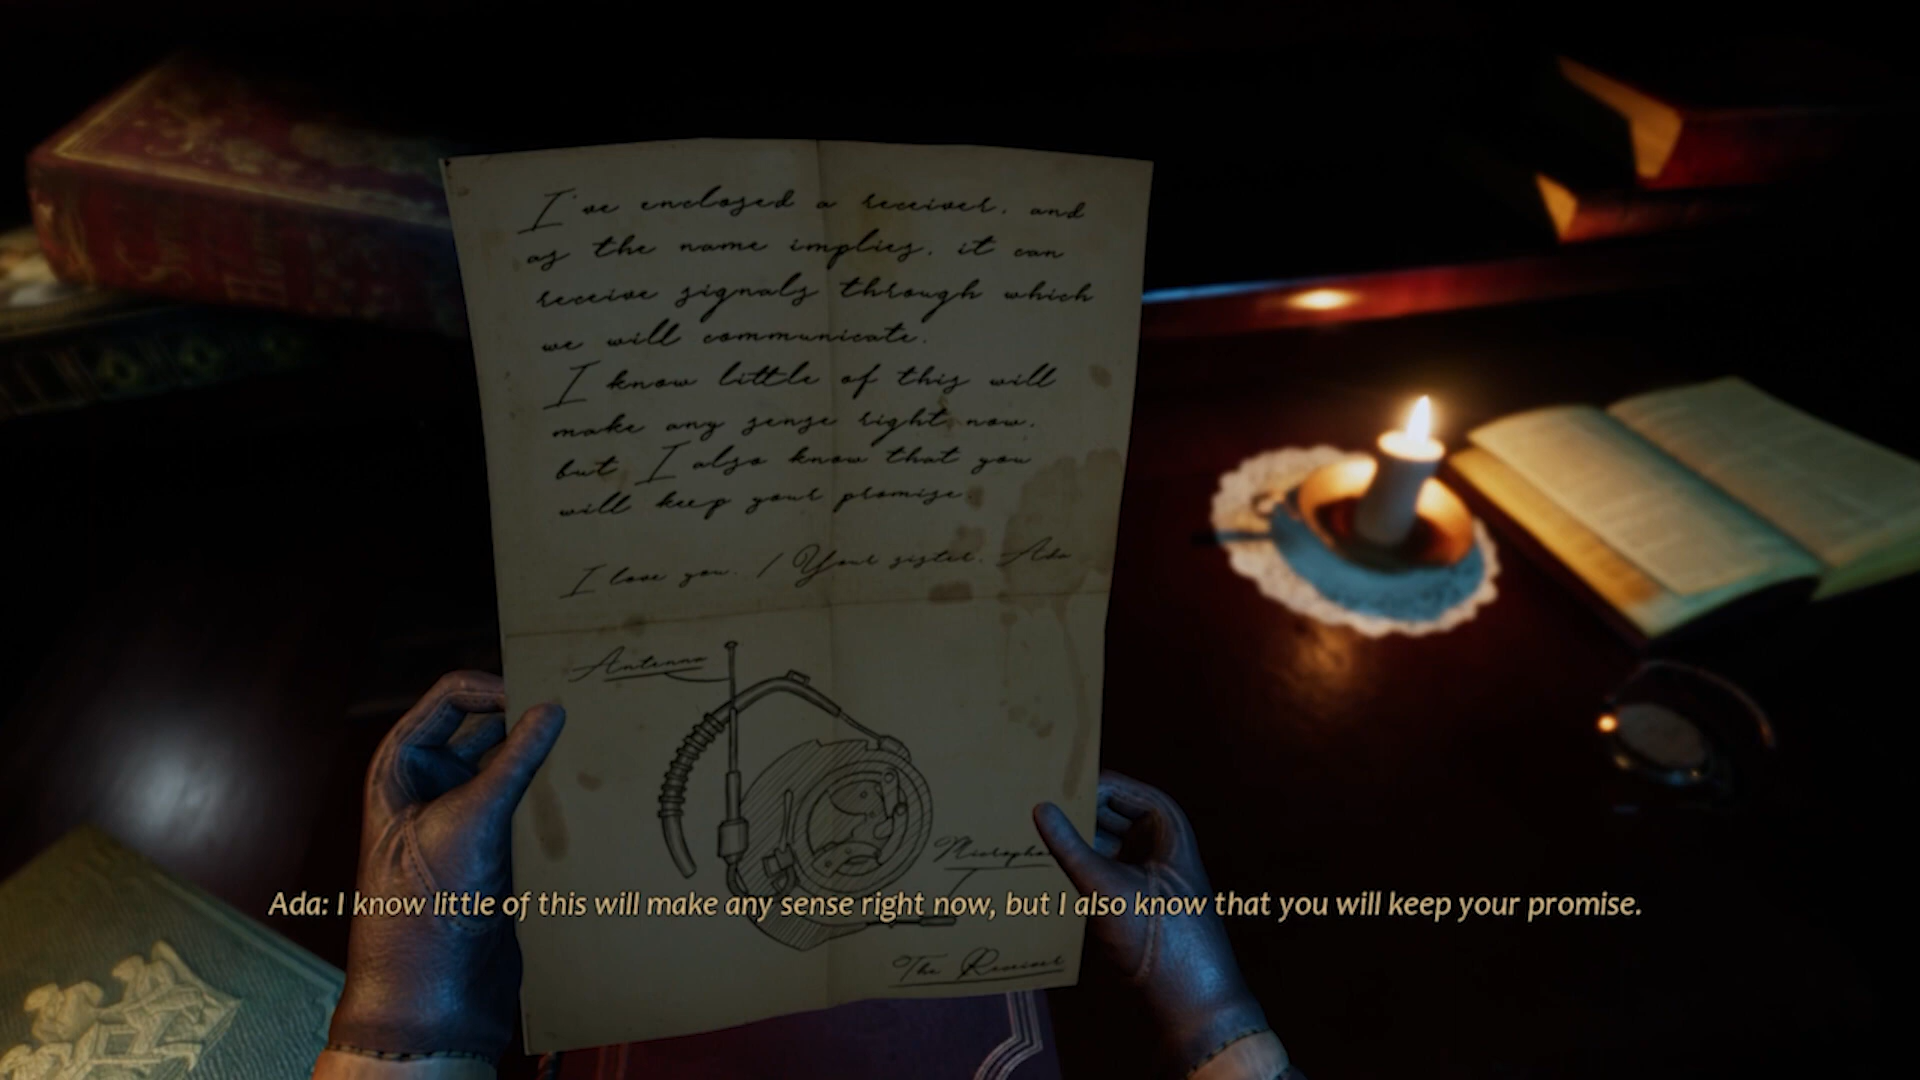 I've enclosed a receiver, and
as the name implies, it can
receive signals through which
we will communicate.
I know little of this will
make any sense right now,
but I also know that you
will keep your promise.
I love you. / Your sister, Ada
Antenna
Ada: I know little of this will make any sense right now, but I also know that you will keep your promise.
The Receiver